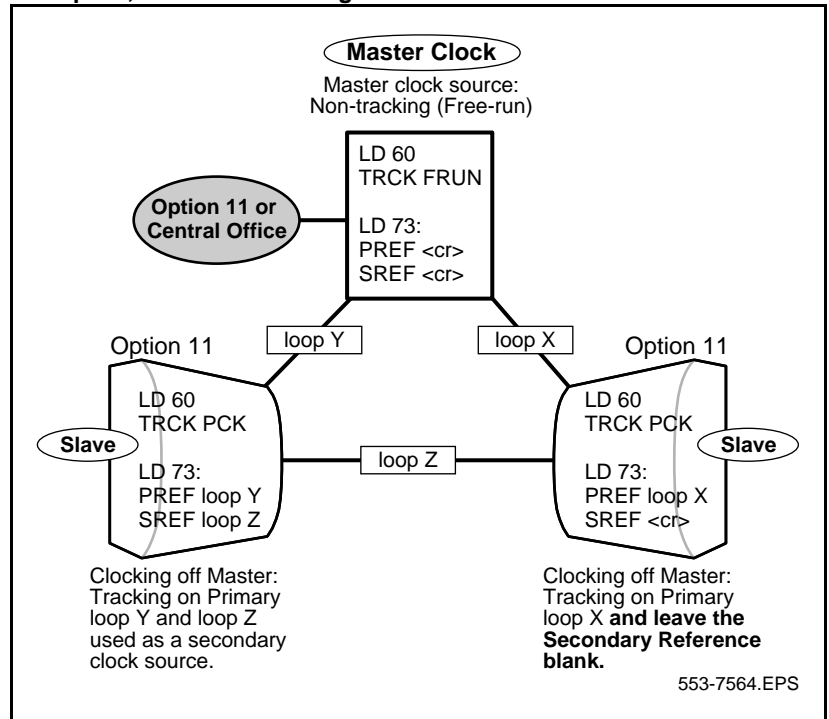 Master Clock
Master clock source:
Non-tracking (Free-run)
LD 60
TRCK FRUN
LD 73:
PREF <cr>
SREF <cr>
Option 11 or
Central Office
loop Y
loop X
Option 11
LD 60
TRCK PCK
Slave
LD 73:
PREF loop Y
SREF loop Z
loop Z
Option 11
LD 60
TRCK PCK
Slave
LD 73:
PREF loop X
SREF <cr>
Clocking off Master:
Tracking on Primary
loop Y and loop Z
used as a secondary
clock source.
Clocking off Master:
Tracking on Primary
loop X and leave the
Secondary Reference
blank.
553-7564.EPS